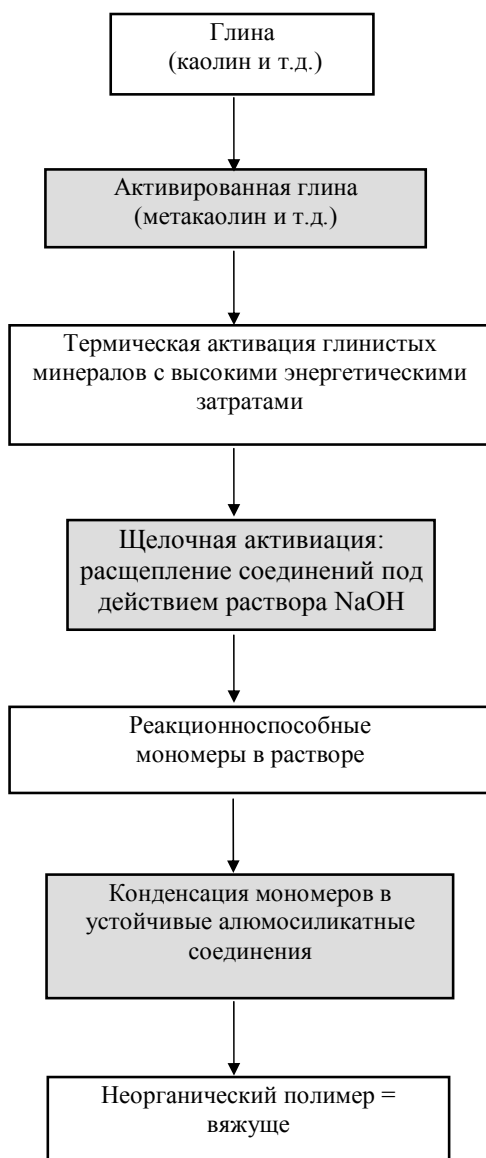 Глина
(каолин и т.д.)
Активированная глина
(метакаолин и т.д.)
Термическая активация глинистых
минералов с высокими энергетическими
затратами
Щелочная активиация:
расщепление соединений под
действием раствора NaOH
Реакционноспособные
мономеры в растворе
Конденсация мономеров в
устойчивые алюмосиликатные
соединения
Неорганический полимер =
вяжуще